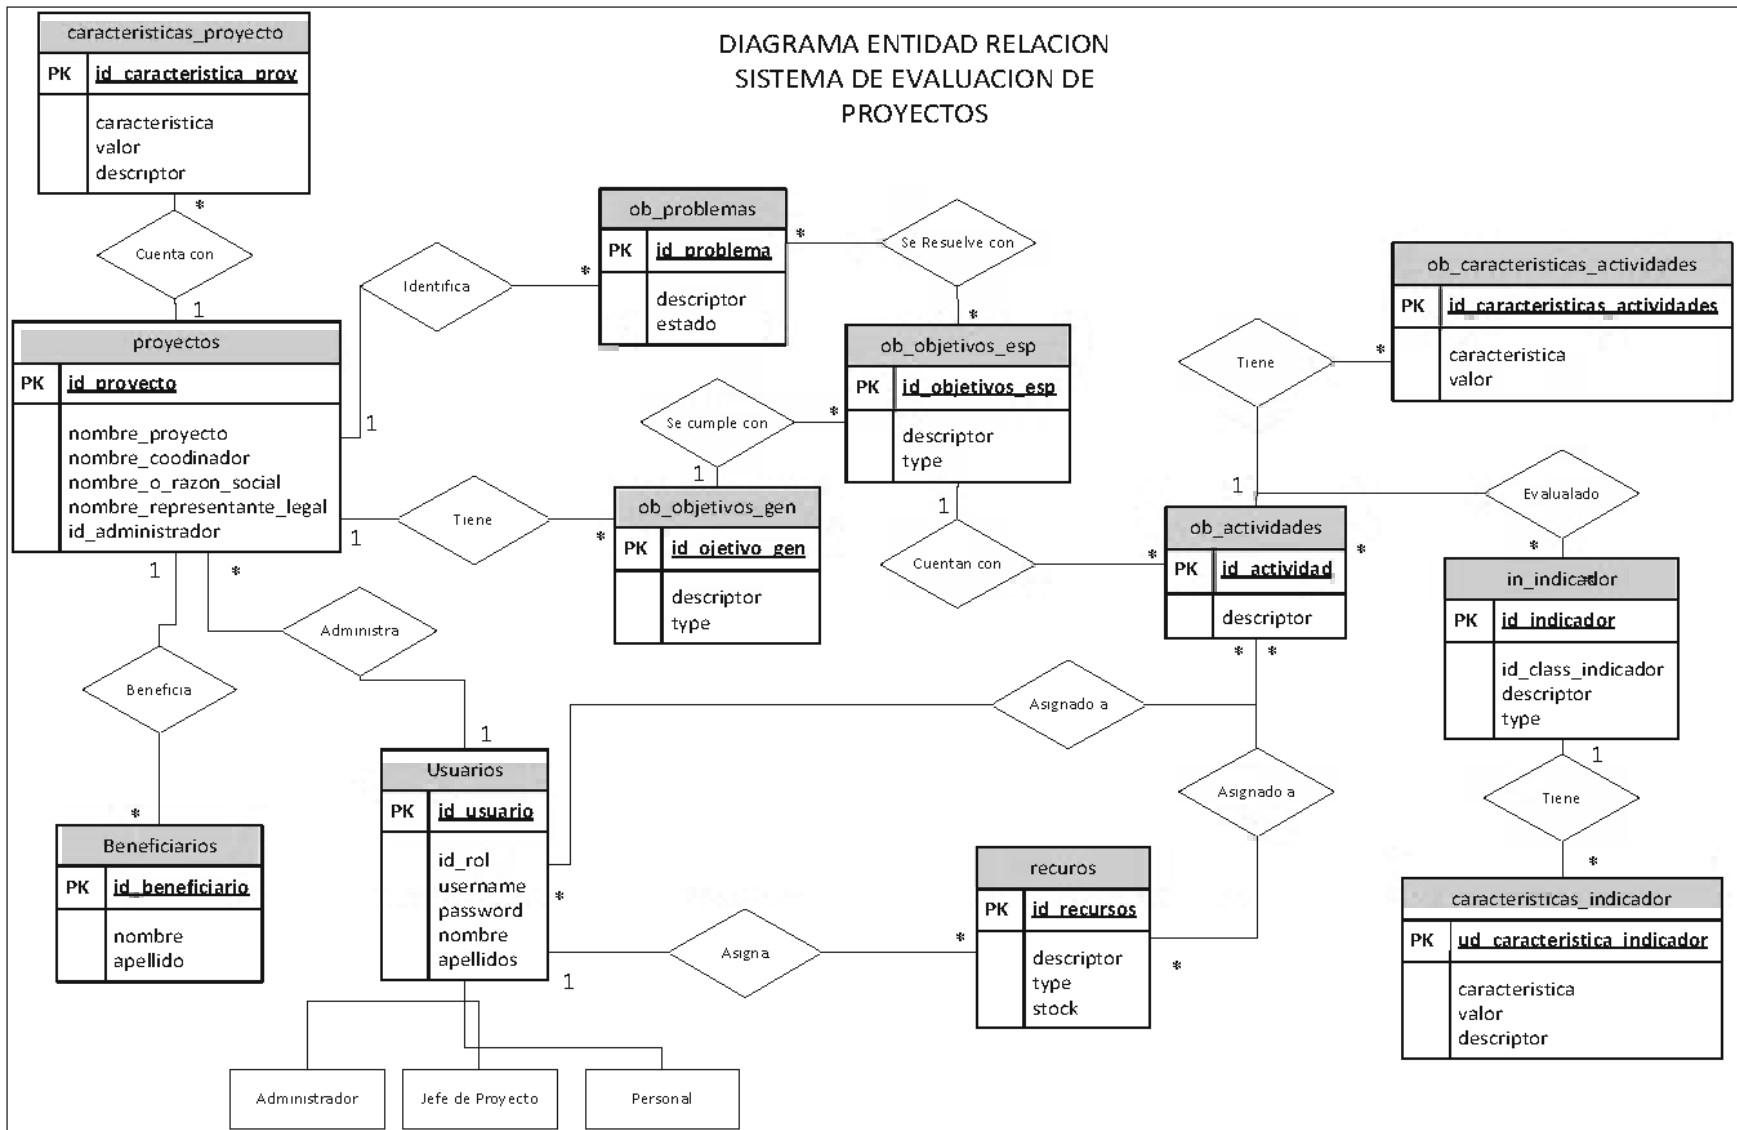 DIAGRAMA ENTIDAD RELACION
SISTEMA DE EVALUACION DE
PROYECTOS
caracteristicas_proyecto
PK id_caracteristica_proy
caracteristica
valor
descriptor
*
Cuenta con
1
proyectos
PK id_proyecto
nombre_proyecto
nombre_coodinador
nombre_o_razon_social
nombre_representante_legal
id_administrador
1
Identifica
*
ob_problemas
PK id_problema
descriptor
estado
*
Se Resuelve con
*
ob_objetivos_esp
PK id_objetivos_esp
descriptor
type
*
Se cumple con
1
1
Tiene
*
ob_objetivos_gen
PK id_ojetivo_gen
descriptor
type
1
Cuentan con
*
ob_actividades
PK id_actividad
descriptor
*
1
Tiene
*
ob_caracteristicas_actividades
PK id_caracteristicas_actividades
caracteristica
valor
Evalualado
*
in_indicador
*
PK id_indicador
id_class_indicador
descriptor
type
1
Tiene
*
caracteristicas_indicador
PK ud_caracteristica_indicador
caracteristica
valor
descriptor
1
*
Beneficia
*
Beneficiarios
PK id_beneficiario
nombre
apellido
Administra
1
Usuarios
PK id_usuario
id_rol
username
password
nombre
apellidos
*
Asignado a
* *
Asignado a
*
1
Asigna
*
recuros
PK id_recursos
descriptor
type
stock
Administrador
Jefe de Proyecto
Personal